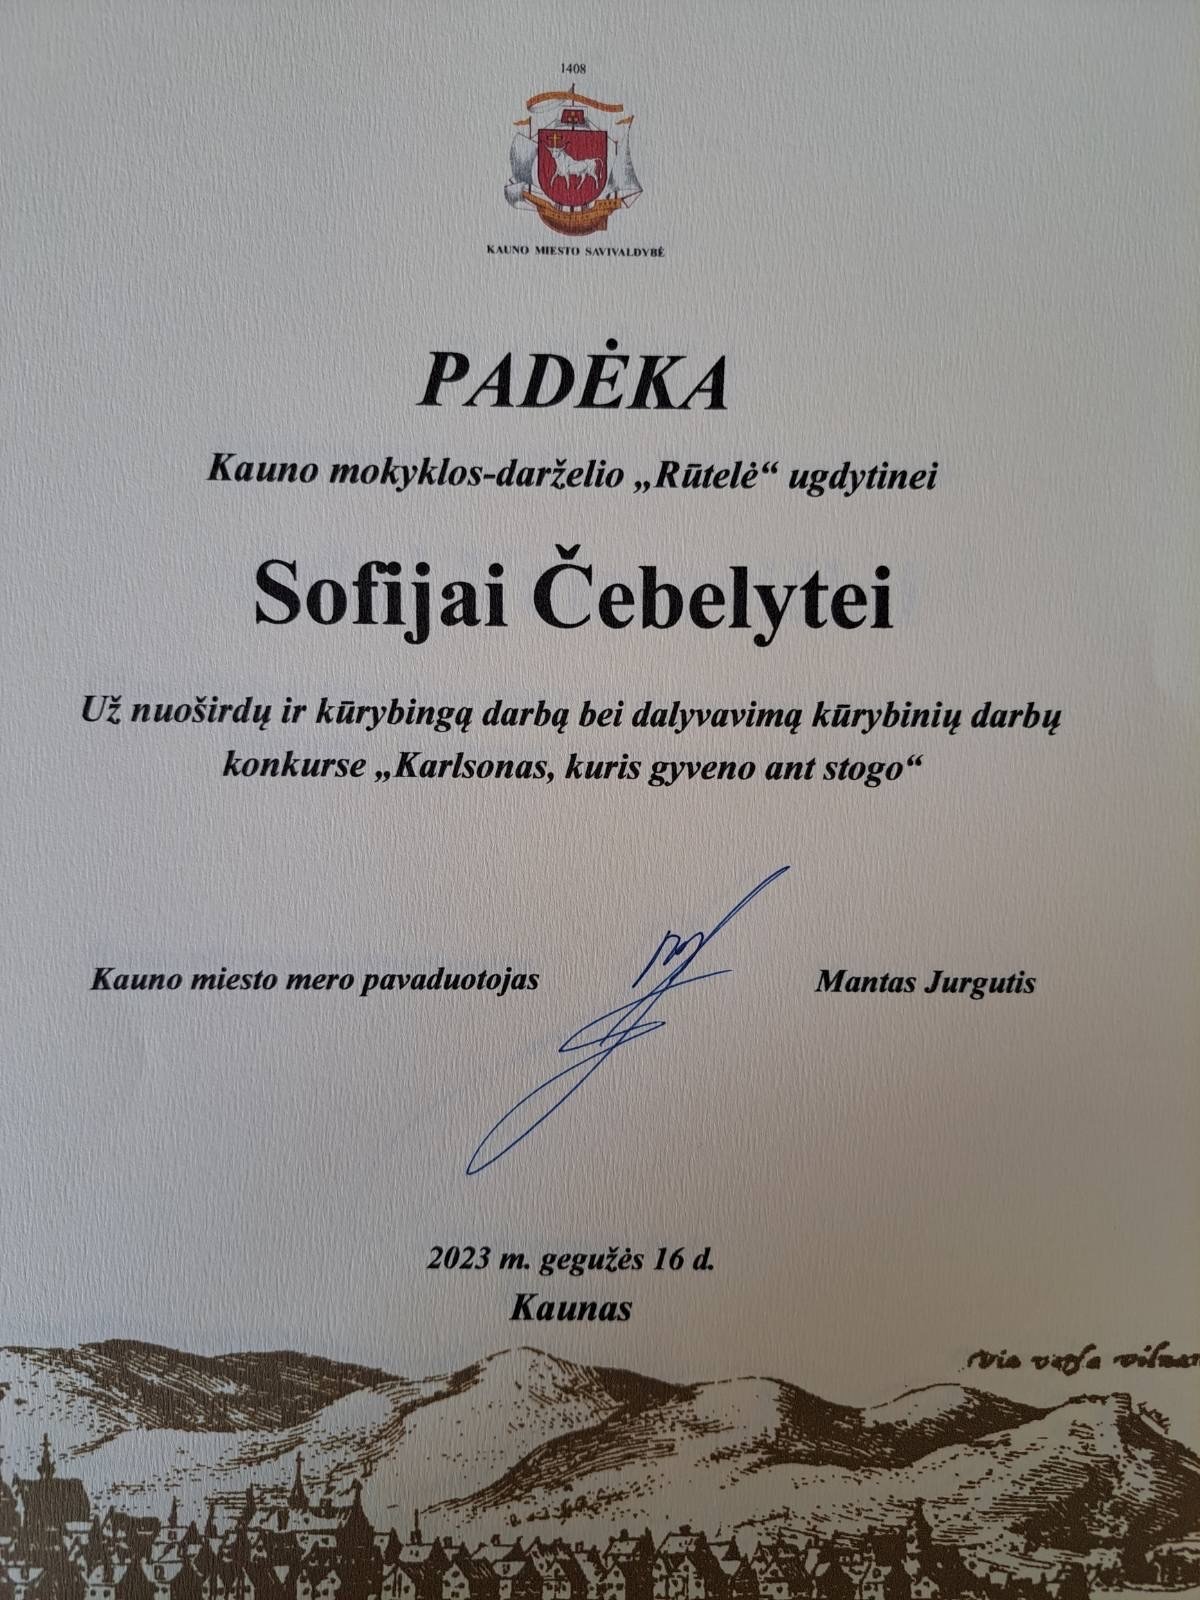 1408
KAUNO MIESTO SAVIVALDYBĖ
PADĖKA
Kauno mokyklos-darželio „Rūtelė“ ugdytinei
Sofijai Čebelytei
Už nuoširdų ir kūrybingą darbą bei dalyvavimą kūrybinių darbų
konkurse „Karlsonas, kuris gyveno ant stogo“
Kauno miesto mero pavaduotojas
Mantas Jurgutis
2023 m. gegužės 16 d.
Kaunas
via